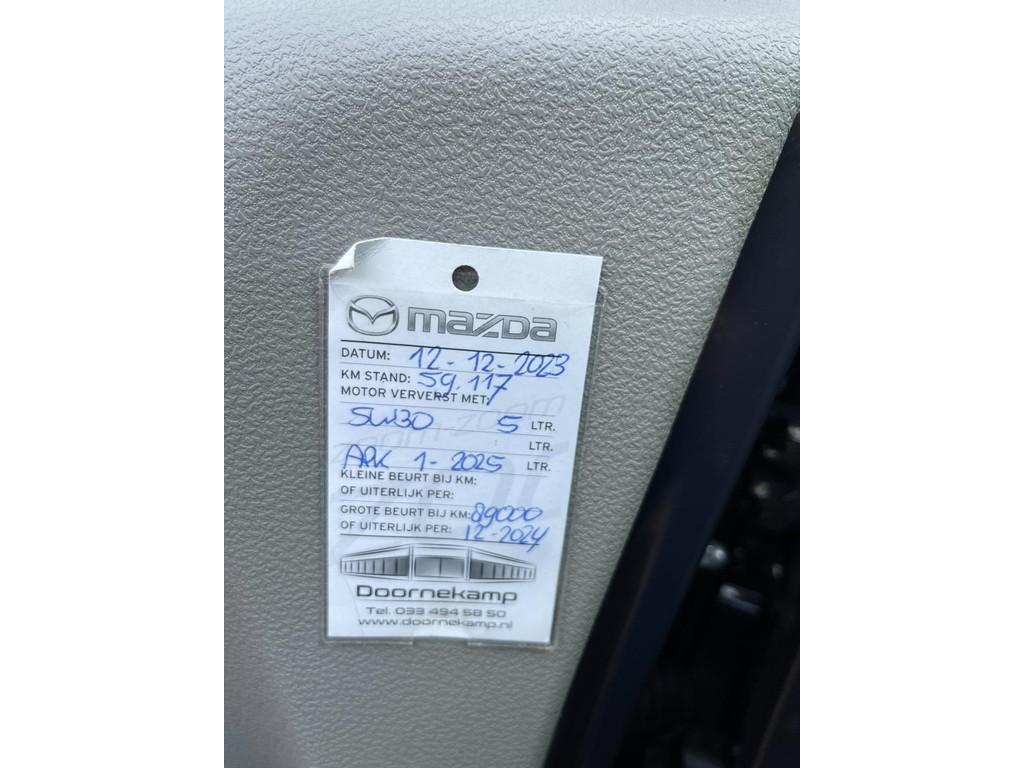 mazda
DATUM: 12-12-2023
KM STAND: 59.117
MOTOR VERVERST MET:
5W30 5 LTR.
LTR.
APK 1-2025 LTR.
KLEINE BEURT BIJ KM:
OF UITERLIJK PER:
GROTE BEURT BIJ KM: 89000
OF UITERLIJK PER: 12-2024
Doornekamp
Tel. 033 494 58 50
www.doornekamp.nl